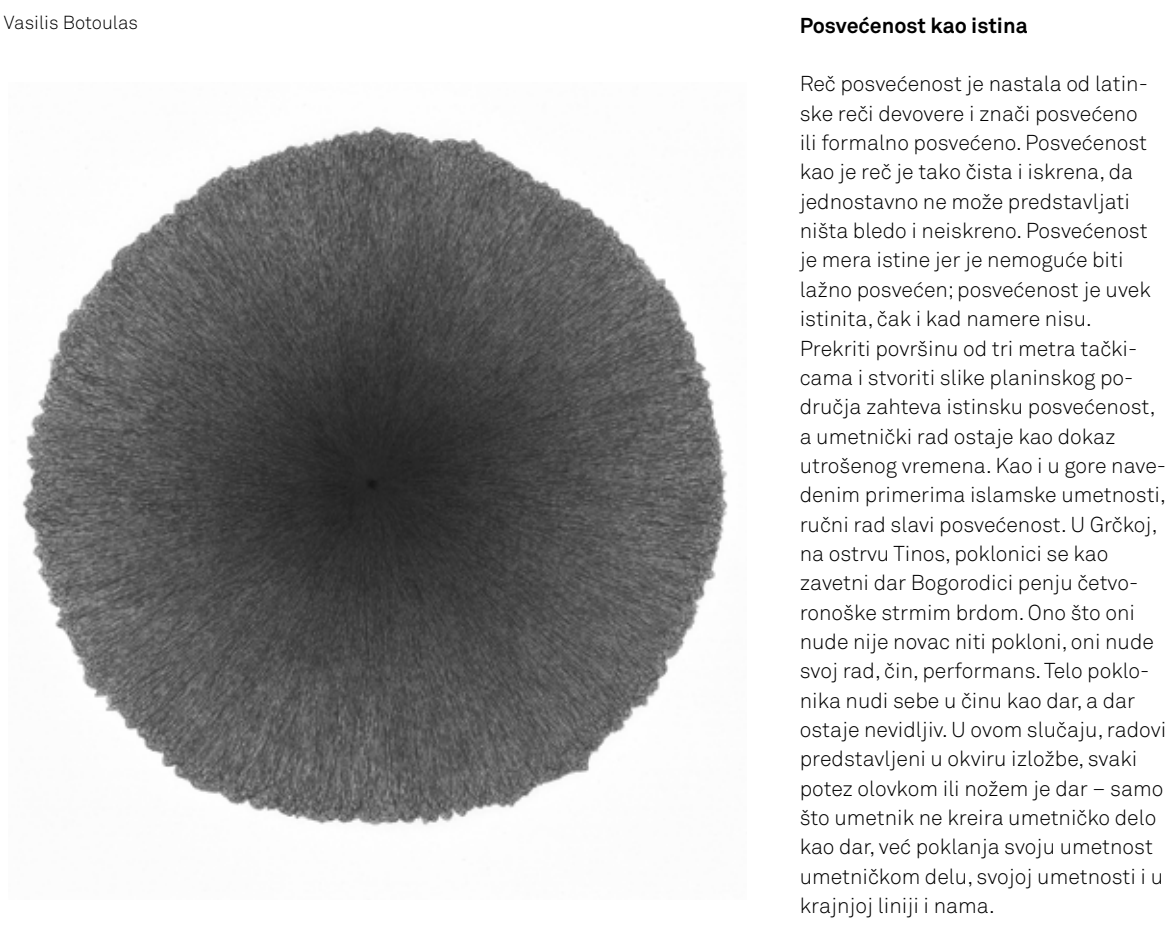 Vasilis Botoulas
Posvećenost kao istina
Reč posvećenost je nastala od latin-
ske reči devovere i znači posvećeno
ili formalno posvećeno. Posvećenost
kao je reč je tako čista i iskrena, da
jednostavno ne može predstavljati
ništa bledo i neiskreno. Posvećenost
je mera istine jer je nemoguće biti
lažno posvećen; posvećenost je uvek
istinita, čak i kad namere nisu.
Prekriti površinu od tri metra tački-
cama i stvoriti slike planinskog po-
dručja zahteva istinsku posvećenost,
a umetnički rad ostaje kao dokaz
utrošenog vremena. Kao i u gore nave-
denim primerima islamske umetnosti,
ručni rad slavi posvećenost. U Grčkoj,
na ostrvu Tinos, poklonici se kao
zavetni dar Bogorodici penju četvo-
ronoške strmim brdom. Ono što oni
nude nije novac niti pokloni, oni nude
svoj rad, čin, performans. Telo poklo-
nika nudi sebe u činu kao dar, a dar
ostaje nevidljiv. U ovom slučaju, radovi
predstavljeni u okviru izložbe, svaki
potez olovkom ili nožem je dar – samo
što umetnik ne kreira umetničko delo
kao dar, već poklanja svoju umetnost
umetničkom delu, svojoj umetnosti i u
krajnjoj liniji i nama.